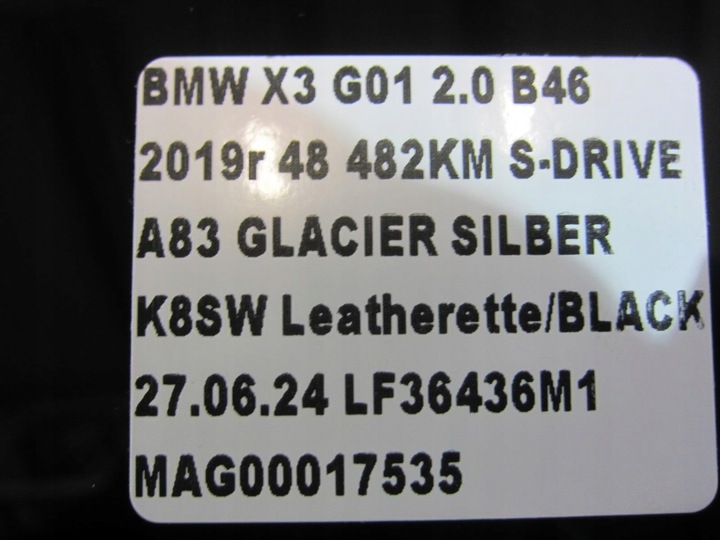 BMW X3 G01 2.0 B46
2019r 48 482KM S-DRIVE
A83 GLACIER SILBER
K8SW Leatherette/BLACK
27.06.24 LF36436M1
MAG00017535